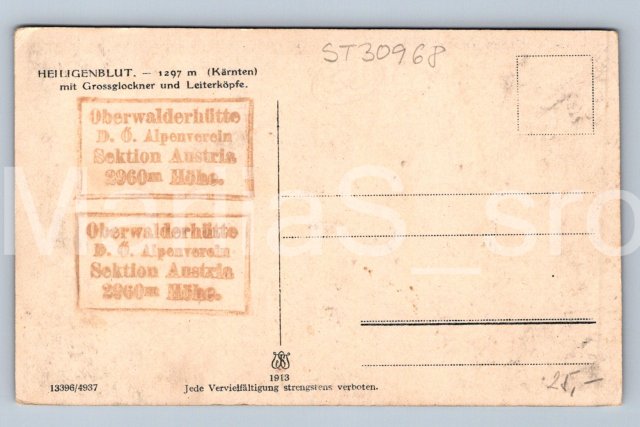 ST30968
HEILIGENBLUT. — 1297 m (Kärnten)
mit Grossglockner und Leiterköpfe.
Oberwalderhütte
D. Ö. Alpenverein
Sektion Austria
2960m Höhe.
Oberwalderhütte
D. Ö. Alpenverein
Sektion Austria
2960m Höhe.
1913
13396/4937
Jede Vervielfältigung strengstens verboten.
25,–